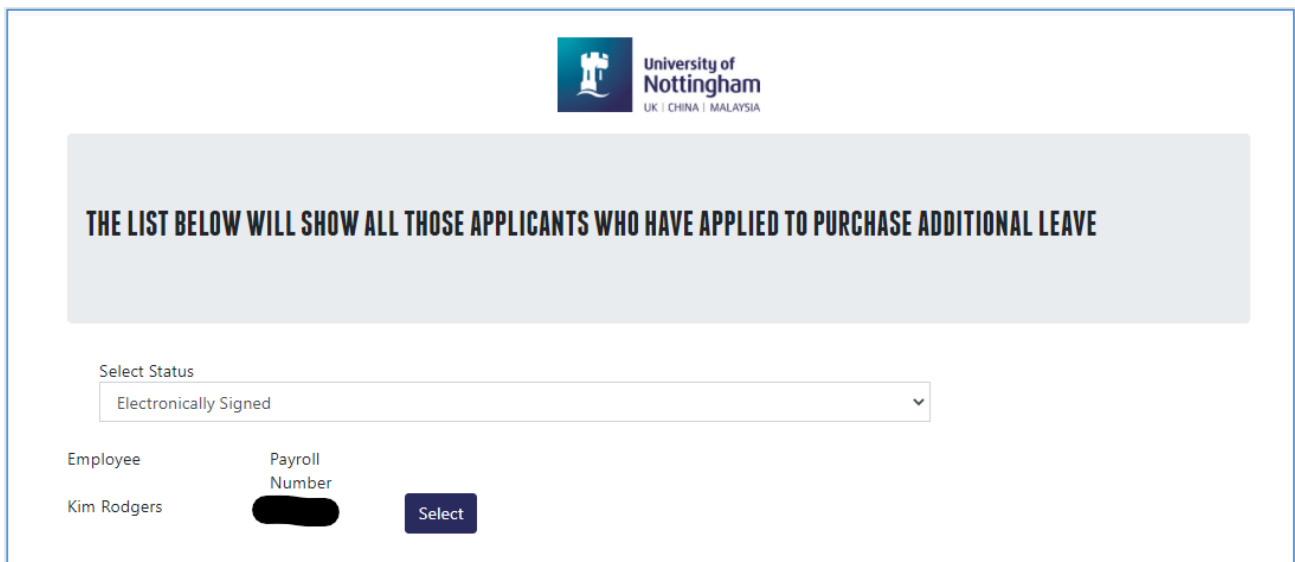 University of
Nottingham
UK | CHINA | MALAYSIA
THE LIST BELOW WILL SHOW ALL THOSE APPLICANTS WHO HAVE APPLIED TO PURCHASE ADDITIONAL LEAVE
Select Status
Electronically Signed
Employee Payroll
Number
Kim Rodgers Select